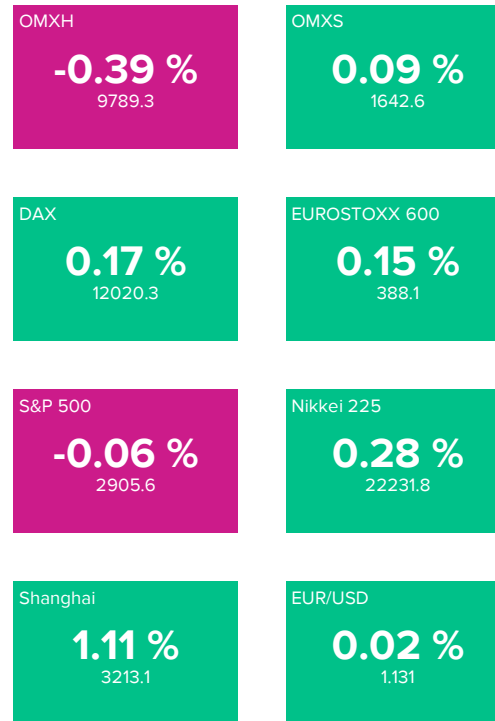 OMXH
-0.39 %
9789.3
OMXS
0.09 %
1642.6
DAX
0.17 %
12020.3
EUROSTOXX 600
0.15 %
388.1
S&P 500
-0.06 %
2905.6
Nikkei 225
0.28 %
22231.8
Shanghai
1.11 %
3213.1
EUR/USD
0.02 %
1.131